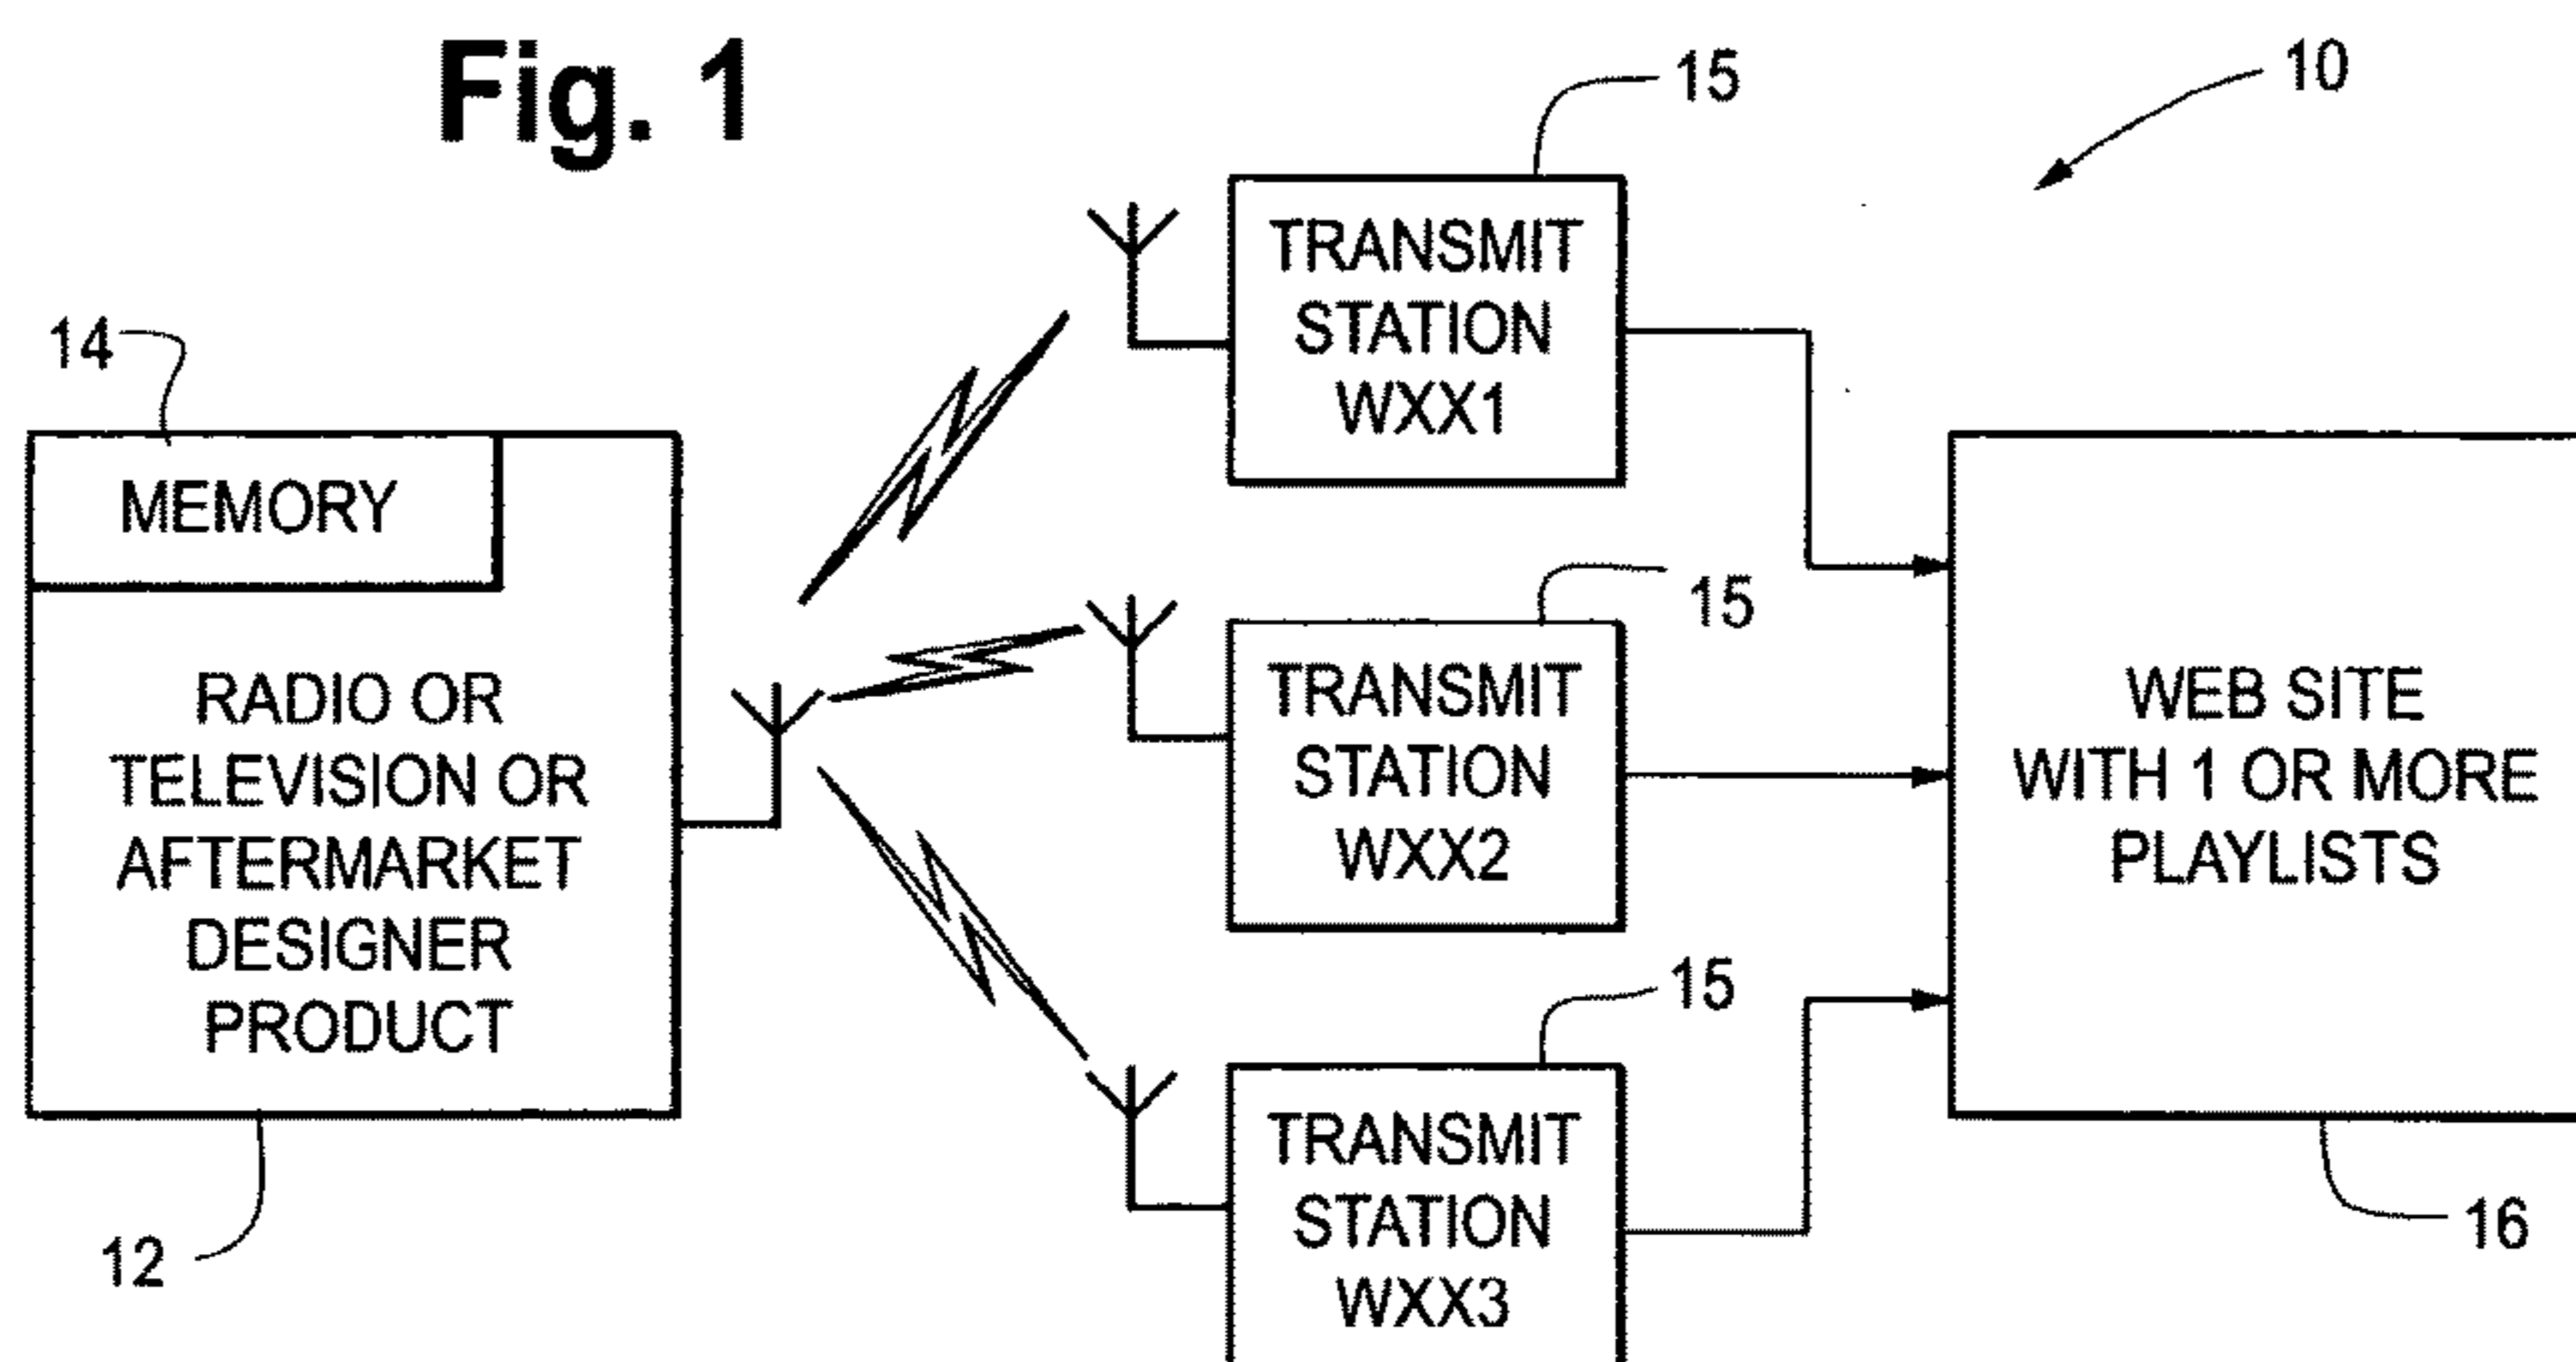 Fig. 1
10
15
TRANSMIT
STATION
WXX1
14
MEMORY
RADIO OR
TELEVISION OR
AFTERMARKET
DESIGNER
PRODUCT
12
15
TRANSMIT
STATION
WXX2
15
TRANSMIT
STATION
WXX3
WEB SITE
WITH 1 OR MORE
PLAYLISTS
16